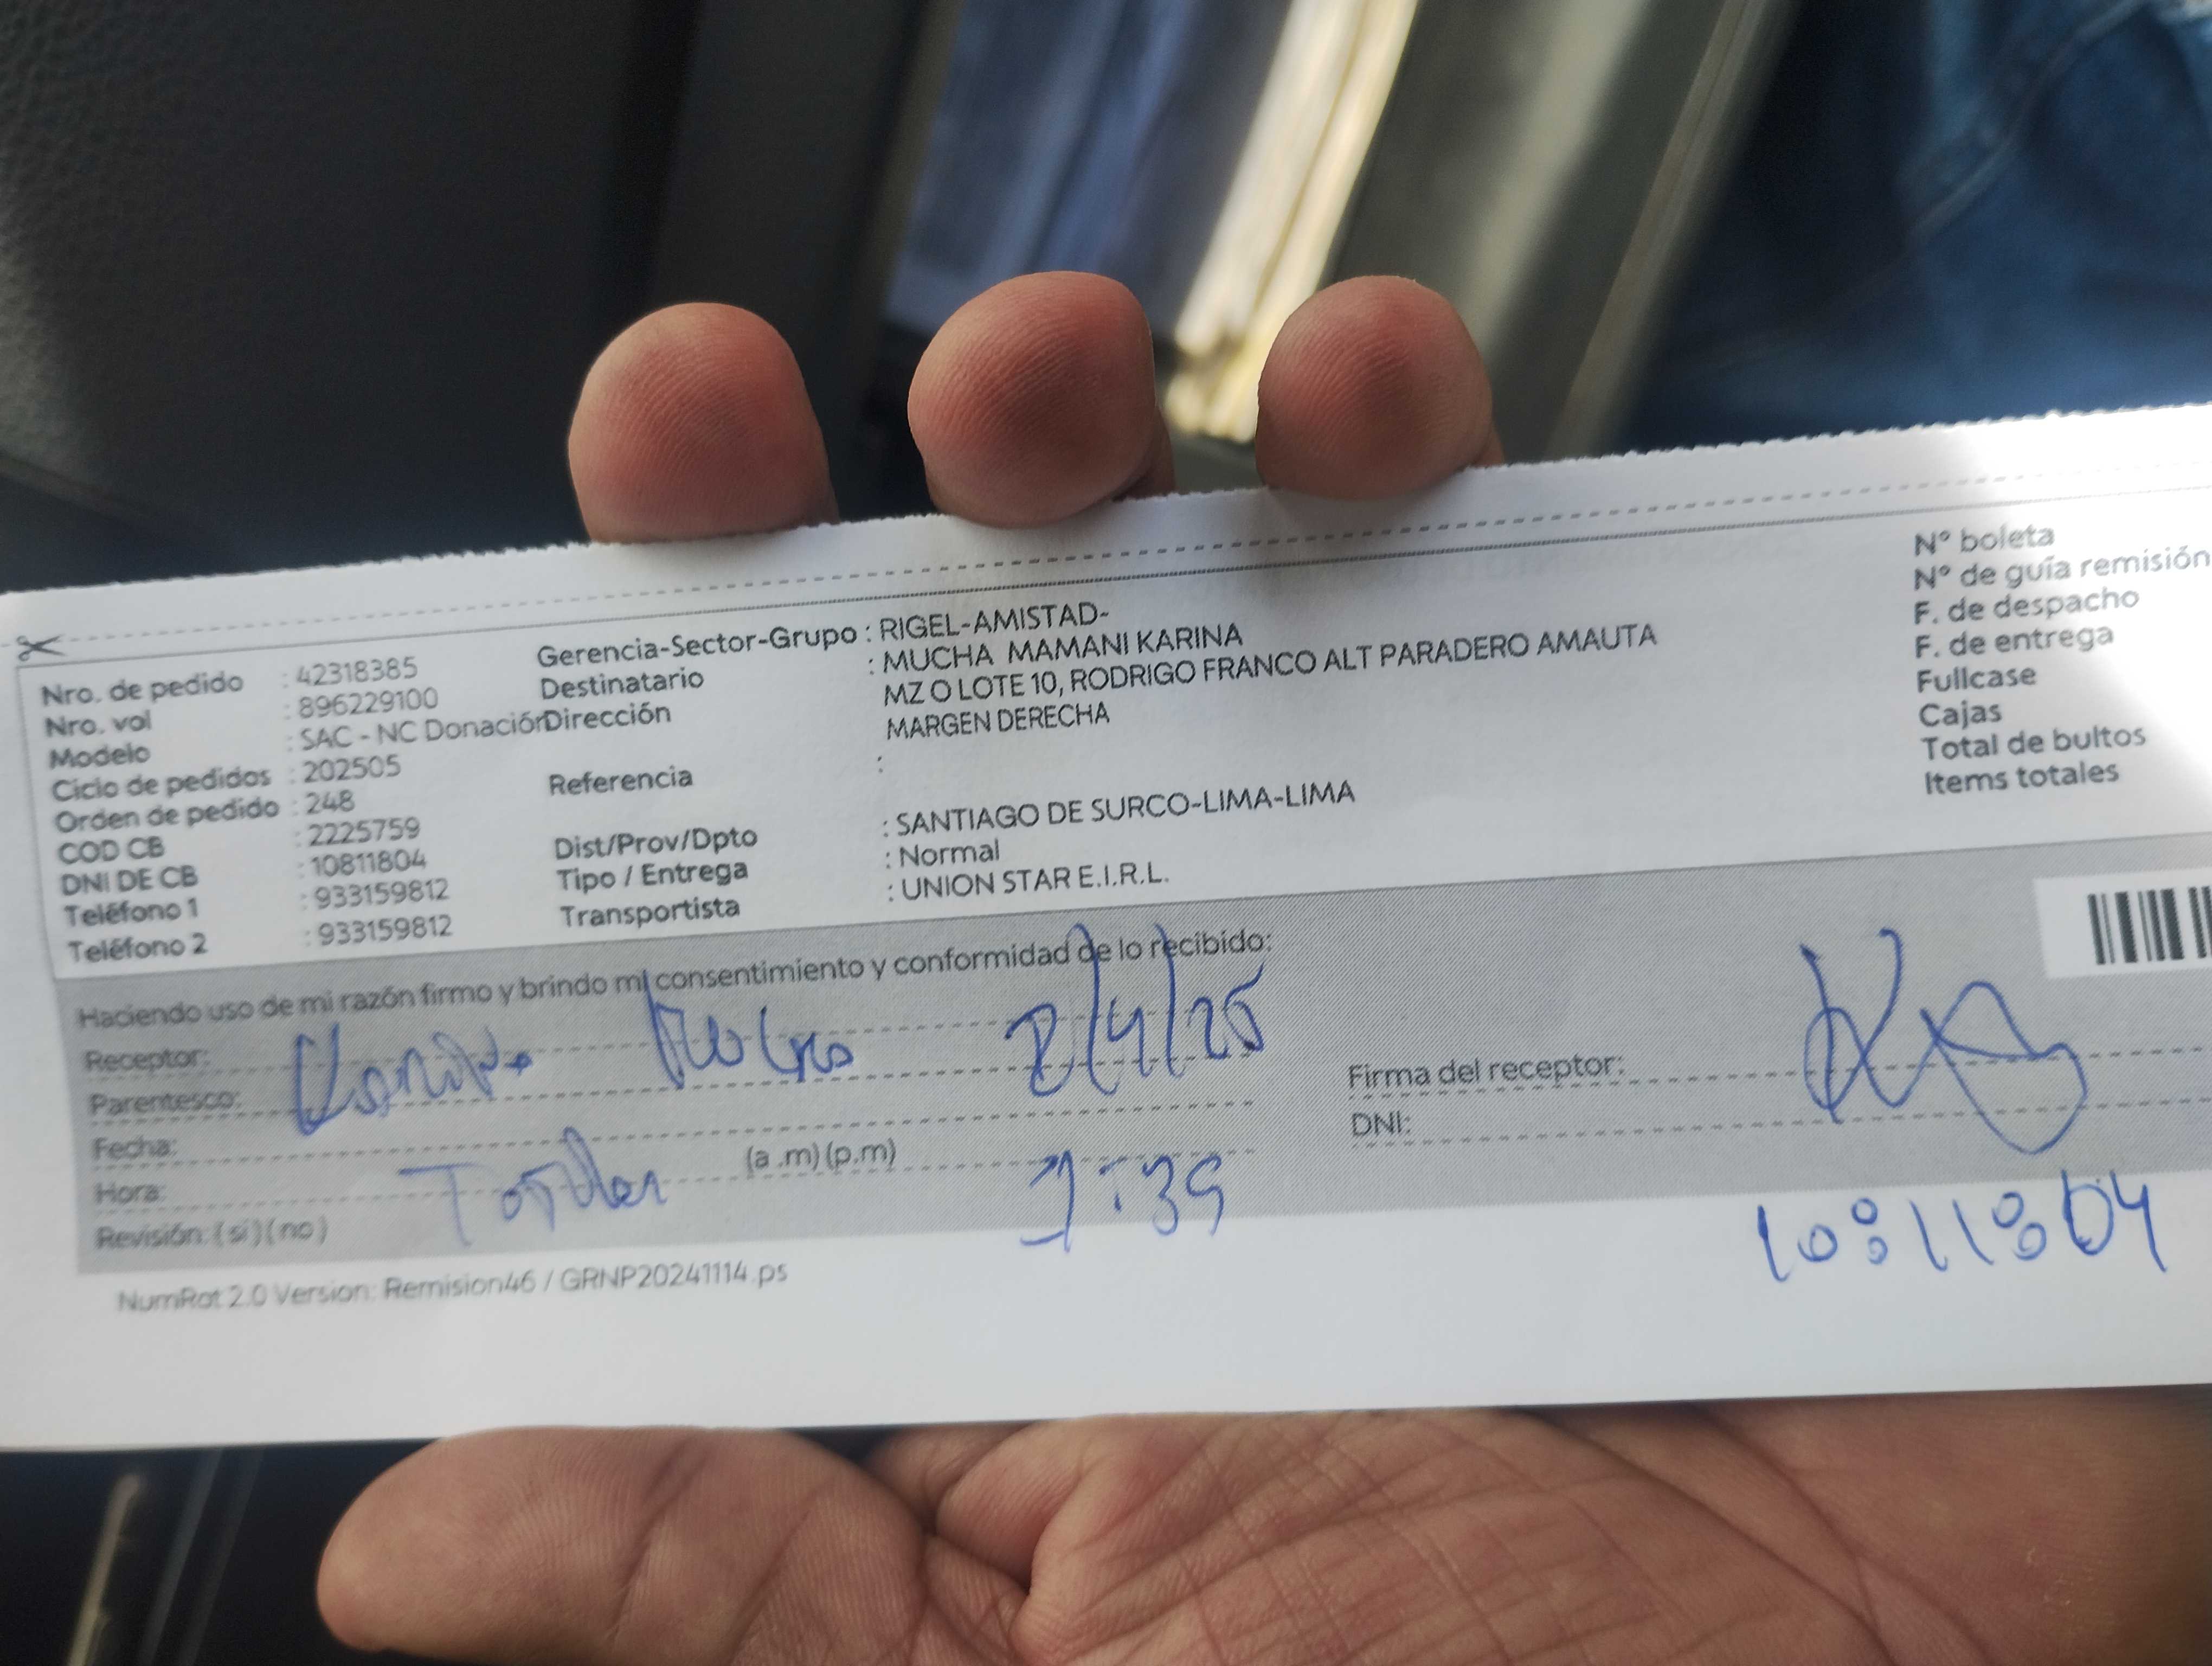 Nro. de pedido : 42318385
Nro. vol : 896229100
Modelo : SAC - NC Donación
Ciclo de pedidos : 202505
Orden de pedido : 248
COD CB : 2225759
DNI DE CB : 10811804
Teléfono 1 : 933159812
Teléfono 2 : 933159812
Gerencia-Sector-Grupo : RIGEL-AMISTAD-
Destinatario : MUCHA MAMANI KARINA
Dirección MZ O LOTE 10, RODRIGO FRANCO ALT PARADERO AMAUTA
MARGEN DERECHA
Referencia :
Dist/Prov/Dpto : SANTIAGO DE SURCO-LIMA-LIMA
Tipo / Entrega : Normal
Transportista : UNION STAR E.I.R.L.
N° boleta
N° de guía remisión
F. de despacho
F. de entrega
Fullcase
Cajas
Total de bultos
Items totales
Haciendo uso de mi razón firmo y brindo mi consentimiento y conformidad de lo recibido:
Receptor:
Parentesco:
Fecha:
Hora: (a.m)(p.m)
Revisión: (si)(no)
Titular
Firma del receptor:
DNI:
10811804
NumRot 2.0 Version: Remision46 / GRNP20241114.ps